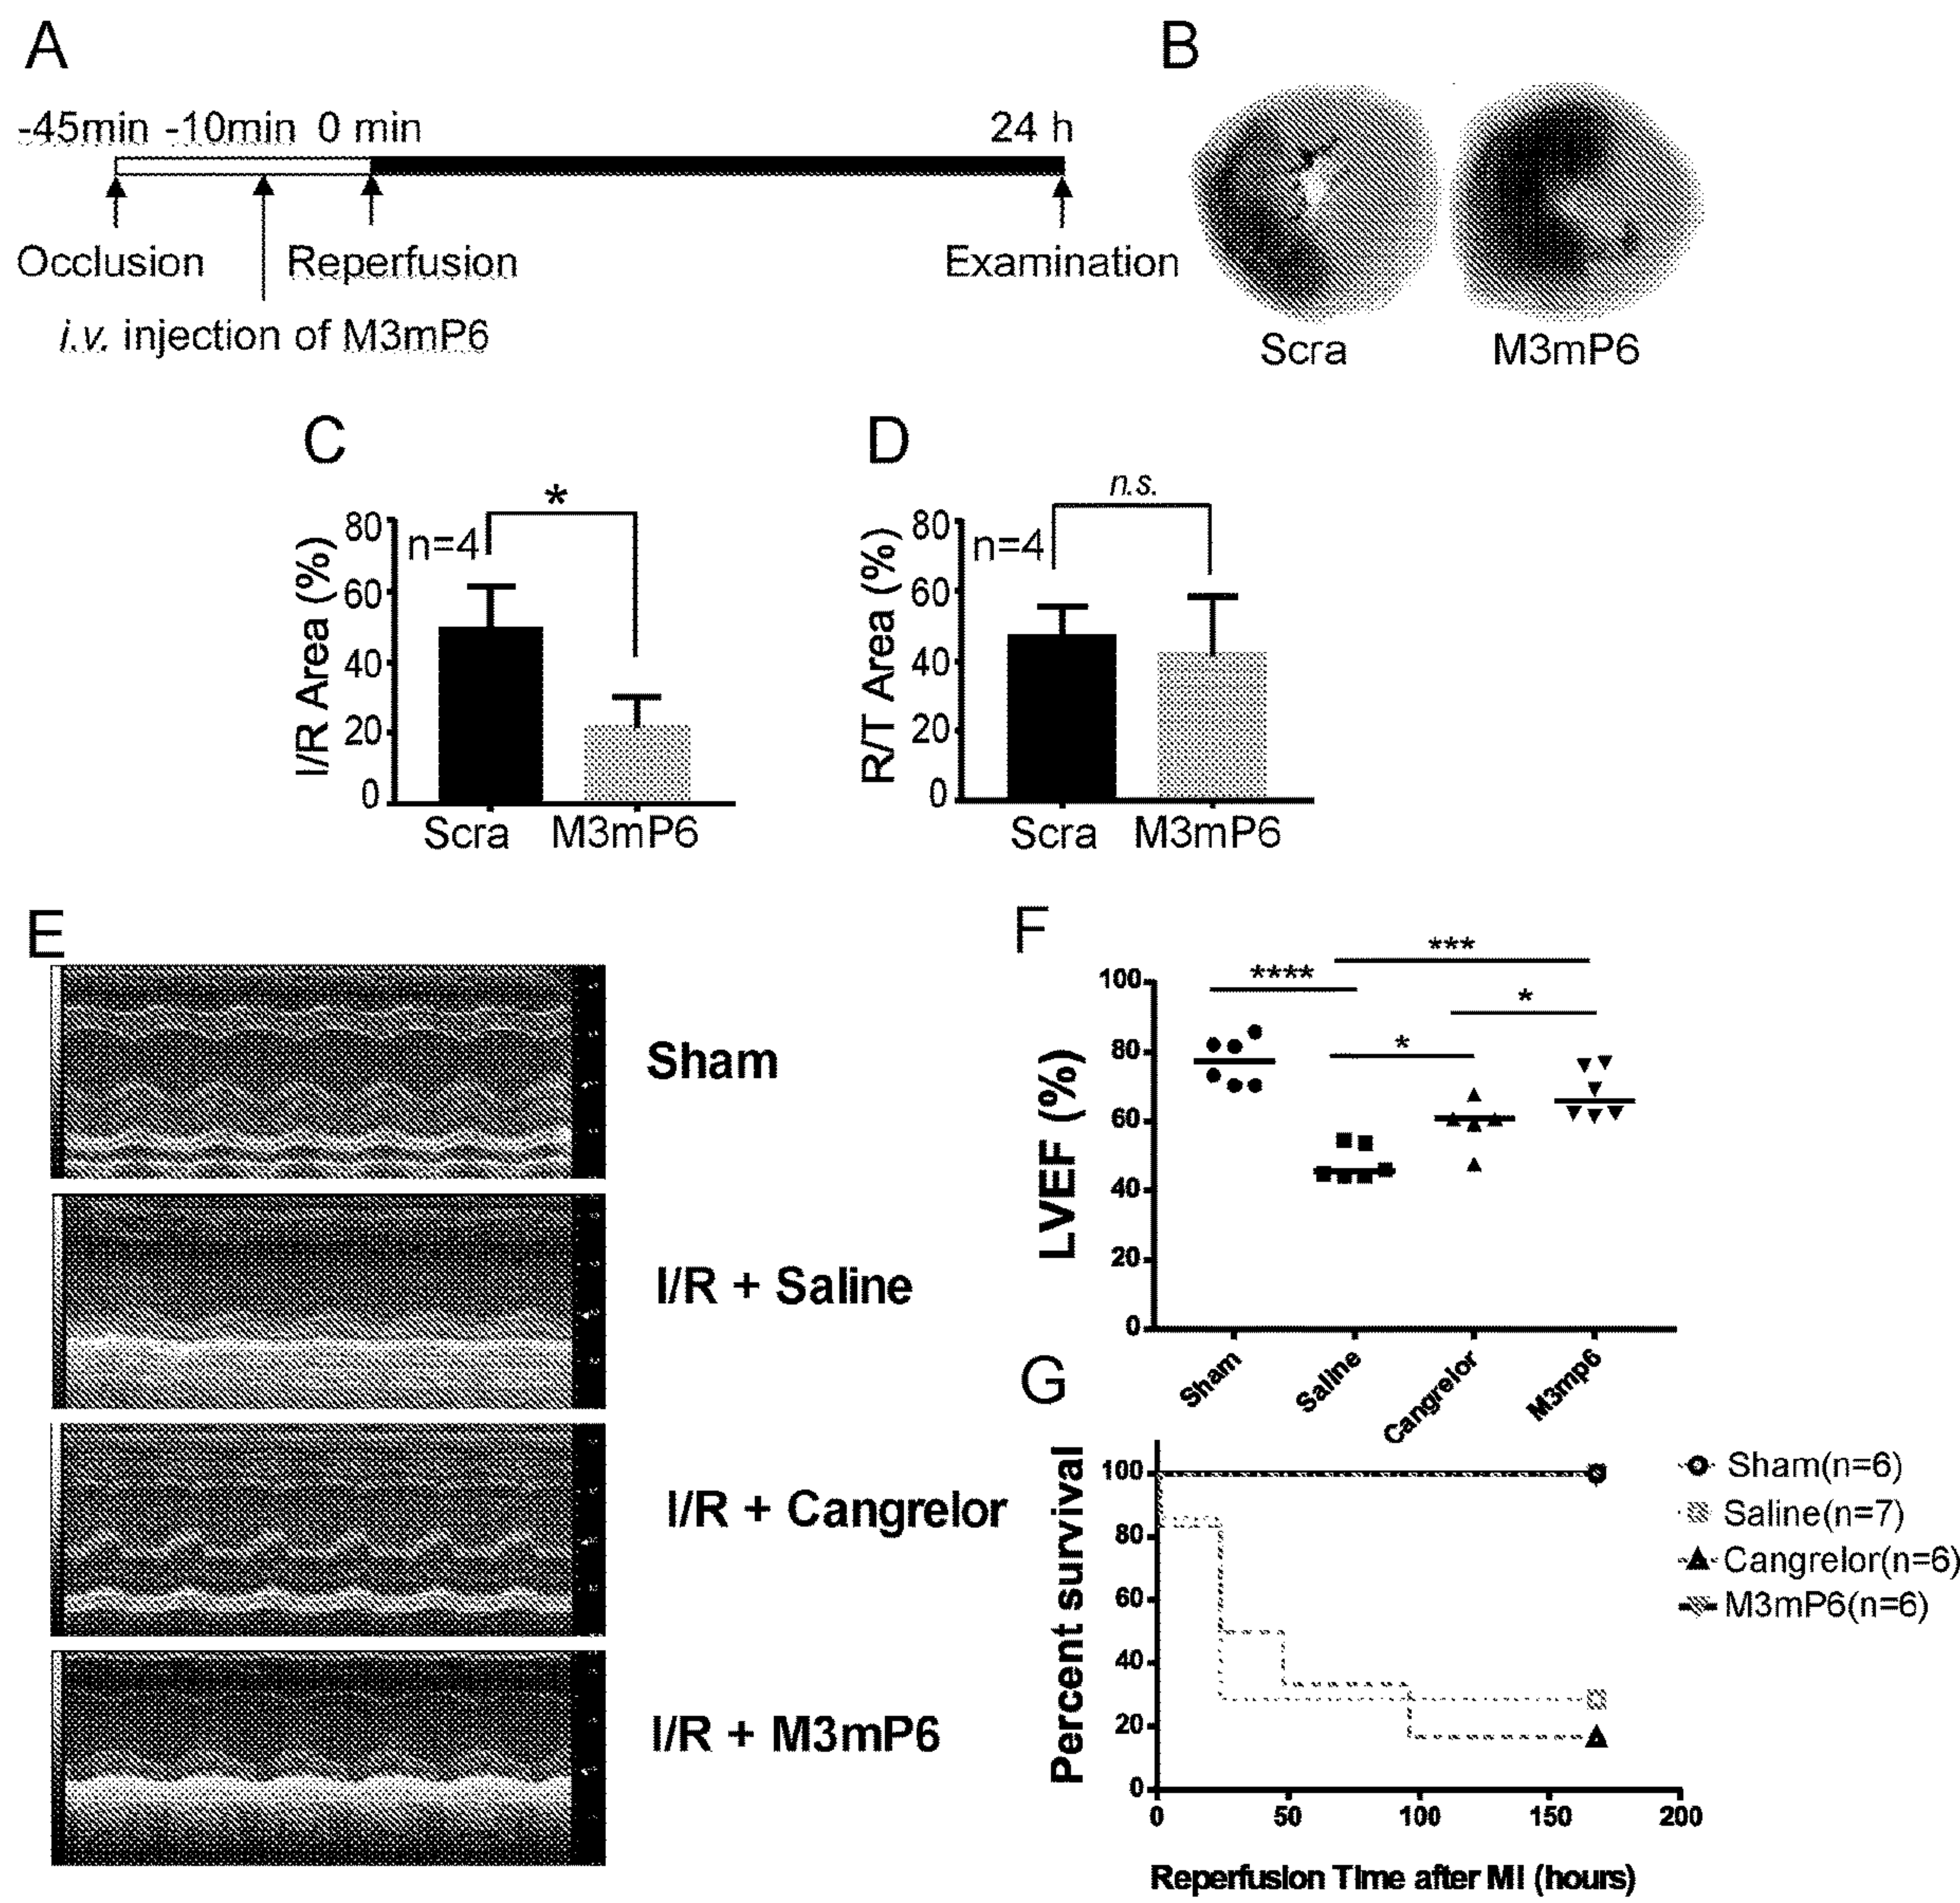 A
-45min -10min 0 min 24 h
Occlusion Reperfusion Examination
i.v. injection of M3mP6
B
Scra M3mP6
C
I/R Area (%)
80
60
40
20
0
n=4
*
Scra M3mP6
D
R/T Area (%)
80
60
40
20
0
n=4
n.s.
Scra M3mP6
E
Sham
I/R + Saline
I/R + Cangrelor
I/R + M3mP6
F
LVEF (%)
100
80
60
40
20
0
****
***
*
*
Sham
Saline
Cangrelor
M3mp6
G
Percent survival
100
80
60
40
20
0
0 50 100 150 200
Reperfusion TIme after MI (hours)
Sham(n=6)
Saline(n=7)
Cangrelor(n=6)
M3mP6(n=6)